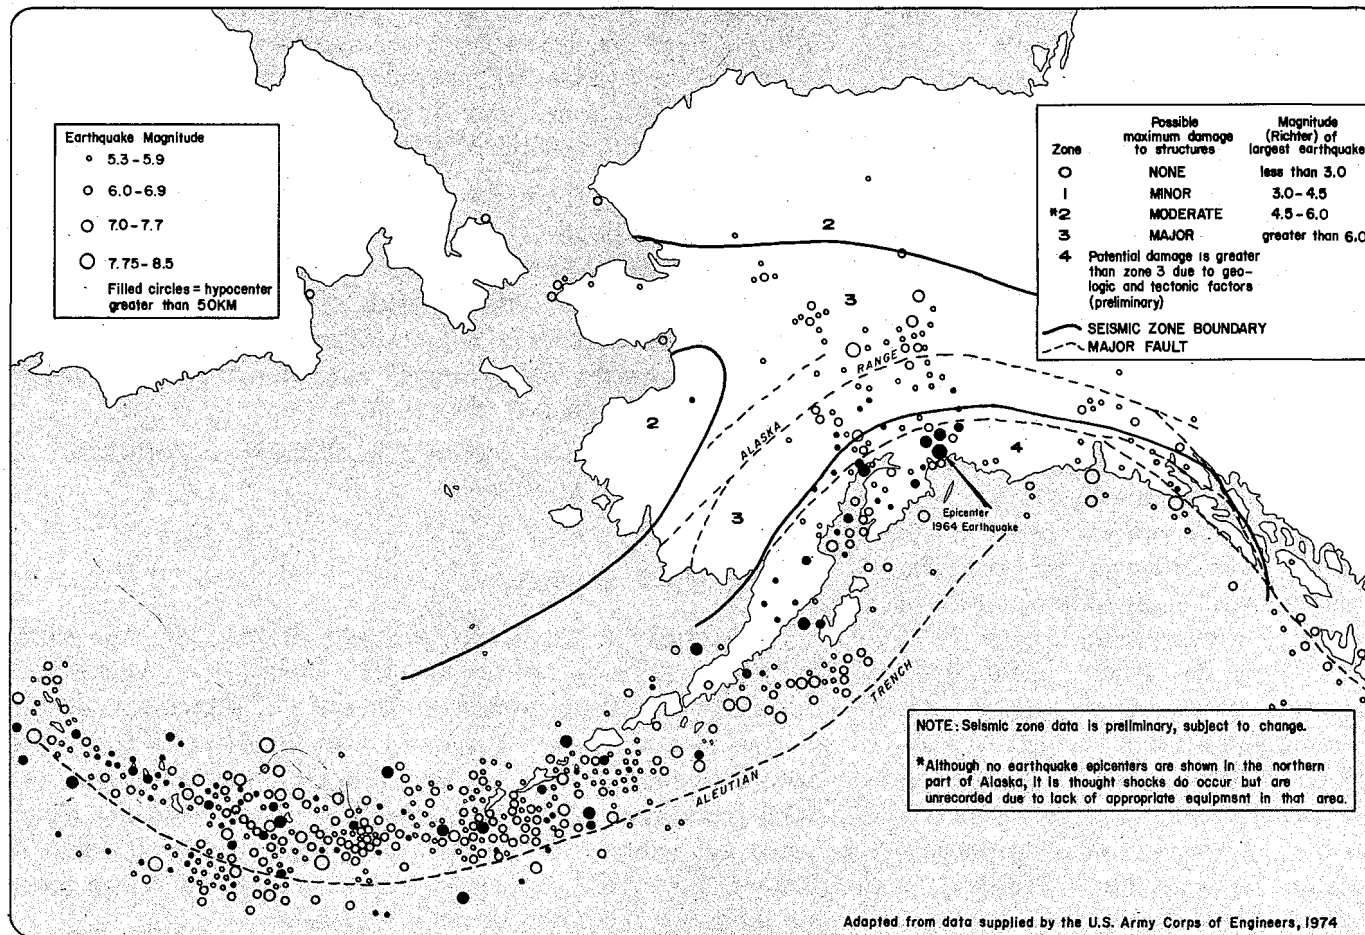 Earthquake Magnitude
5.3-5.9
6.0-6.9
7.0-7.7
7.75-8.5
Filled circles = hypocenter
greater than 50KM
Zone
Possible
maximum damage
to structures
Magnitude
(Richter) of
largest earthquake
O NONE less than 3.0
1 MINOR 3.0-4.5
*2 MODERATE 4.5-6.0
3 MAJOR greater than 6.0
4 Potential damage is greater
than zone 3 due to geo-
logic and tectonic factors
(preliminary)
SEISMIC ZONE BOUNDARY
MAJOR FAULT
2
3
RANGE
ALASKA
2
4
3
Epicenter
1964 Earthquake
TRENCH
ALEUTIAN
NOTE: Seismic zone data is preliminary, subject to change.
*Although no earthquake epicenters are shown in the northern
part of Alaska, it is thought shocks do occur but are
unrecorded due to lack of appropriate equipment in that area.
Adapted from data supplied by the U.S. Army Corps of Engineers, 1974